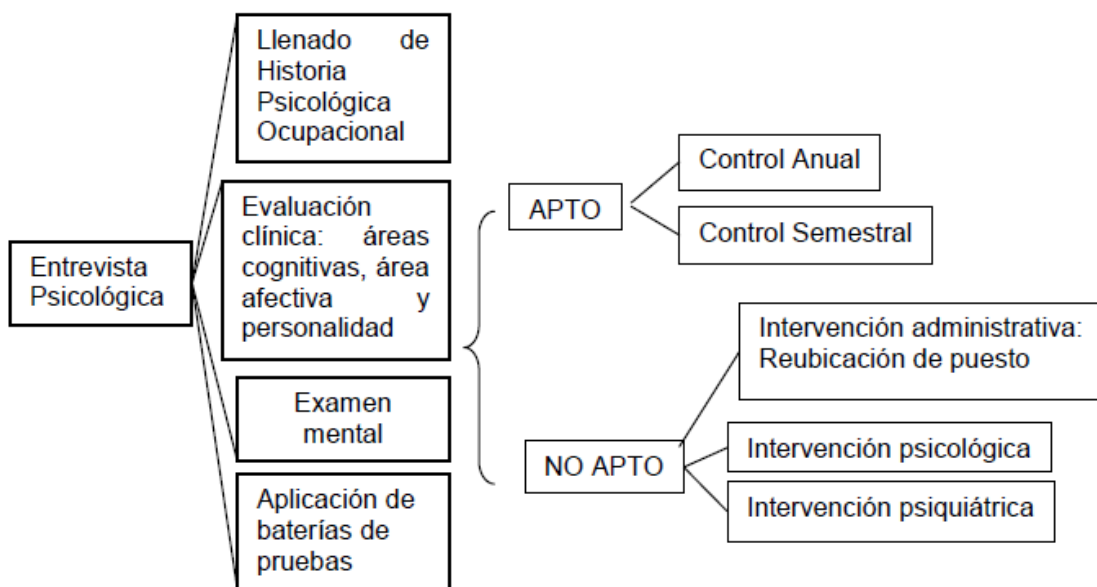 Entrevista
Psicológica
Llenado de
Historia
Psicológica
Ocupacional
Evaluación
clínica: áreas
cognitivas, área
afectiva y
personalidad
Examen
mental
Aplicación de
baterías de
pruebas
APTO
Control Anual
Control Semestral
NO APTO
Intervención administrativa:
Reubicación de puesto
Intervención psicológica
Intervención psiquiátrica